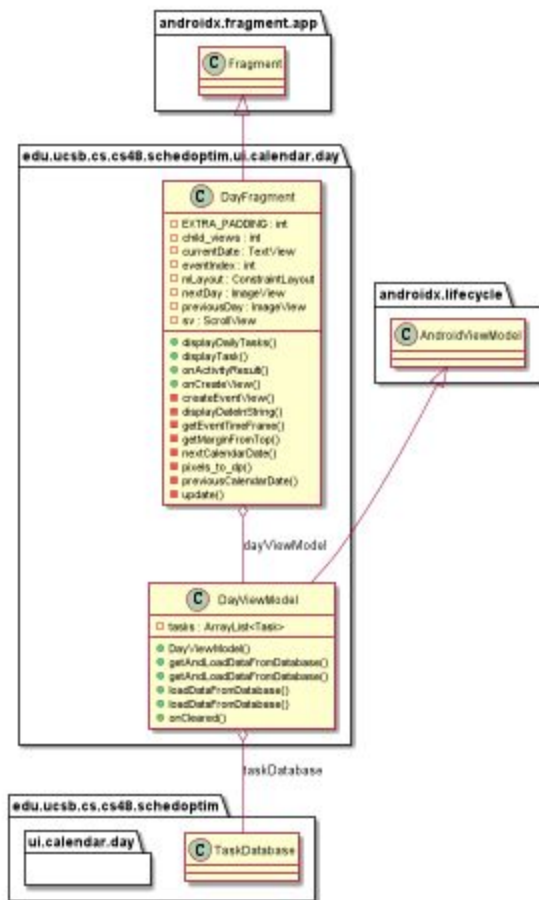 androidx.fragment.app
C Fragment
edu.ucsb.cs.cs48.schedoptim.ui.calendar.day
C DayFragment
EXTRA_PADDING : int
child_views : int
currentDate : TextView
eventIndex : int
mLayout : ConstraintLayout
nextDay : ImageView
previousDay : ImageView
sv : ScrollView
displayDailyTasks()
displayTask()
onActivityResult()
onCreateView()
createEventView()
displayDateInString()
getEventTimeFrame()
getMarginFromTop()
nextCalendarDate()
pixels_to_dp()
previousCalendarDate()
update()
androidx.lifecycle
C AndroidViewModel
dayViewModel
C DayViewModel
tasks : ArrayList<Task>
DayViewModel()
getAndLoadDataFromDatabase()
getAndLoadDataFromDatabase()
loadDataFromDatabase()
loadDataFromDatabase()
onCleared()
taskDatabase
edu.ucsb.cs.cs48.schedoptim
ui.calendar.day
C TaskDatabase